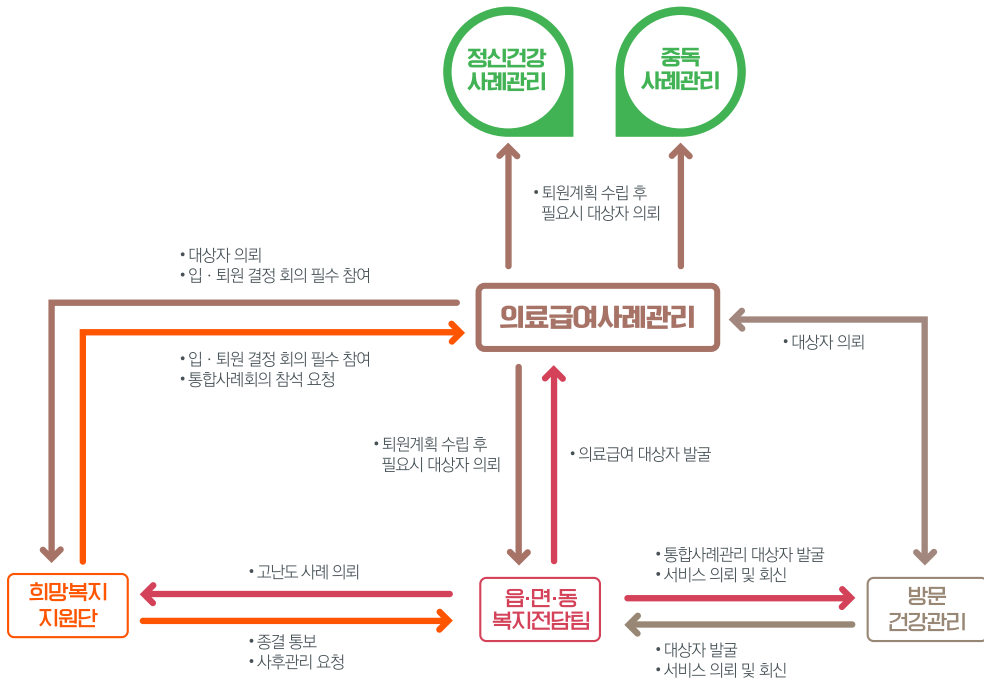 정신건강
사례관리
중독
사례관리
• 퇴원계획 수립 후
필요시 대상자 의뢰
• 대상자 의뢰
• 입 · 퇴원 결정 회의 필수 참여
의료급여사례관리
• 대상자 의뢰
• 입 · 퇴원 결정 회의 필수 참여
• 통합사례회의 참석 요청
• 퇴원계획 수립 후
필요시 대상자 의뢰
• 의료급여 대상자 발굴
• 고난도 사례 의뢰
• 통합사례관리 대상자 발굴
• 서비스 의뢰 및 회신
희망복지
지원단
읍·면·동
복지전담팀
방문
건강관리
• 종결 통보
• 사후관리 요청
• 대상자 발굴
• 서비스 의뢰 및 회신